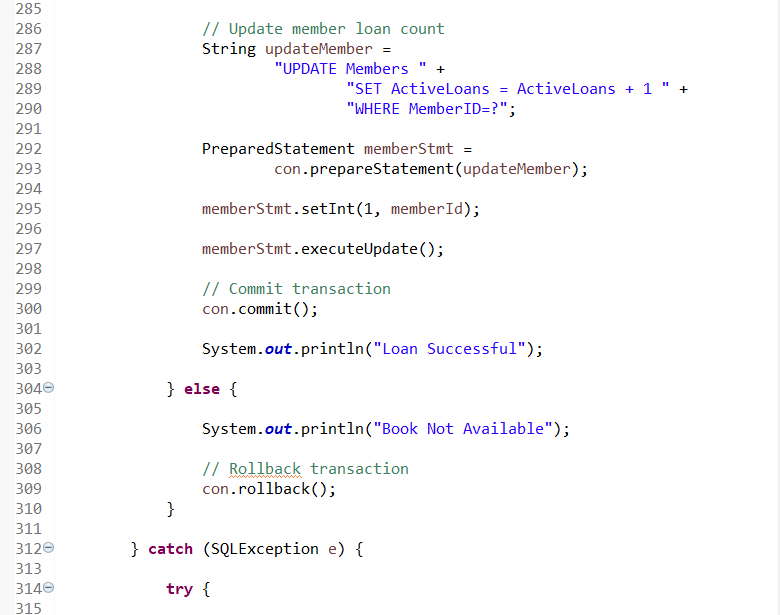 285
286 // Update member loan count
287 String updateMember =
288 "UPDATE Members " +
289 "SET ActiveLoans = ActiveLoans + 1 " +
290 "WHERE MemberID=?";
291
292 PreparedStatement memberStmt =
293 con.prepareStatement(updateMember);
294
295 memberStmt.setInt(1, memberId);
296
297 memberStmt.executeUpdate();
298
299 // Commit transaction
300 con.commit();
301
302 System.out.println("Loan Successful");
303
304 } else {
305
306 System.out.println("Book Not Available");
307
308 // Rollback transaction
309 con.rollback();
310 }
311
312 } catch (SQLException e) {
313
314 try {
315